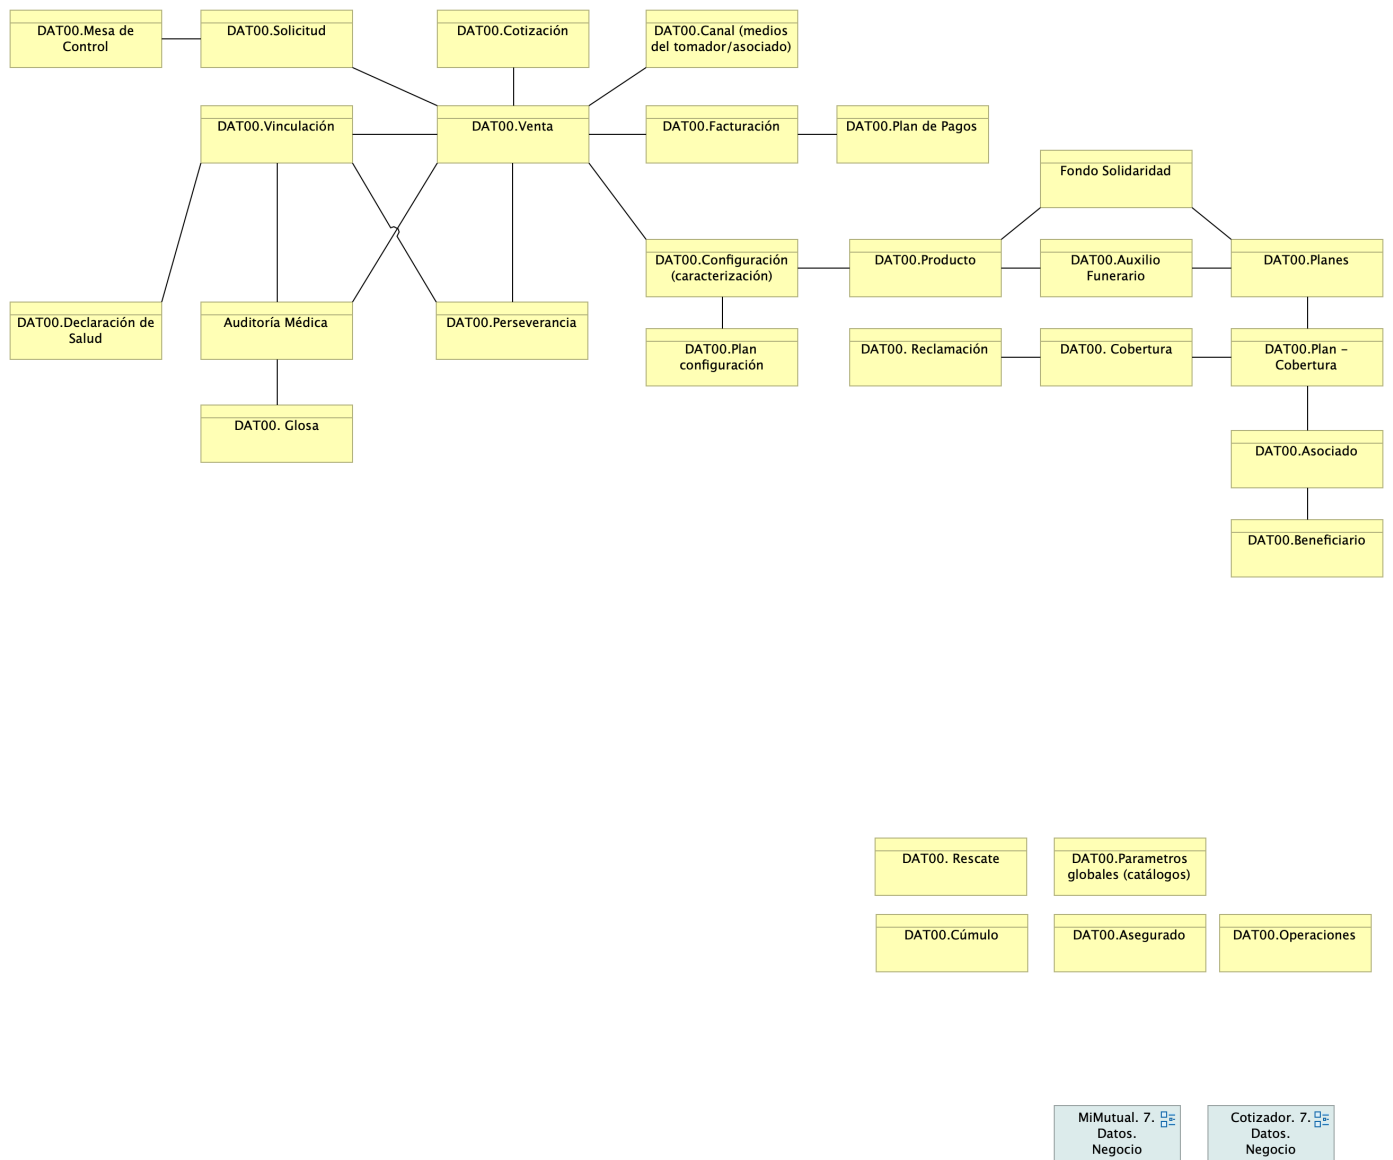 DAT00.Mesa de
Control
DAT00.Solicitud
DAT00.Cotización
DAT00.Canal (medios
del tomador/asociado)
DAT00.Vinculación
DAT00.Venta
DAT00.Facturación
DAT00.Plan de Pagos
Fondo Solidaridad
DAT00.Configuración
(caracterización)
DAT00.Producto
DAT00.Auxilio
Funerario
DAT00.Planes
DAT00.Declaración de
Salud
Auditoría Médica
DAT00.Perseverancia
DAT00.Plan
configuración
DAT00. Reclamación
DAT00. Cobertura
DAT00.Plan –
Cobertura
DAT00. Glosa
DAT00.Asociado
DAT00.Beneficiario
DAT00. Rescate
DAT00.Parametros
globales (catálogos)
DAT00.Cúmulo
DAT00.Asegurado
DAT00.Operaciones
MiMutual. 7.
Datos.
Negocio
Cotizador. 7.
Datos.
Negocio